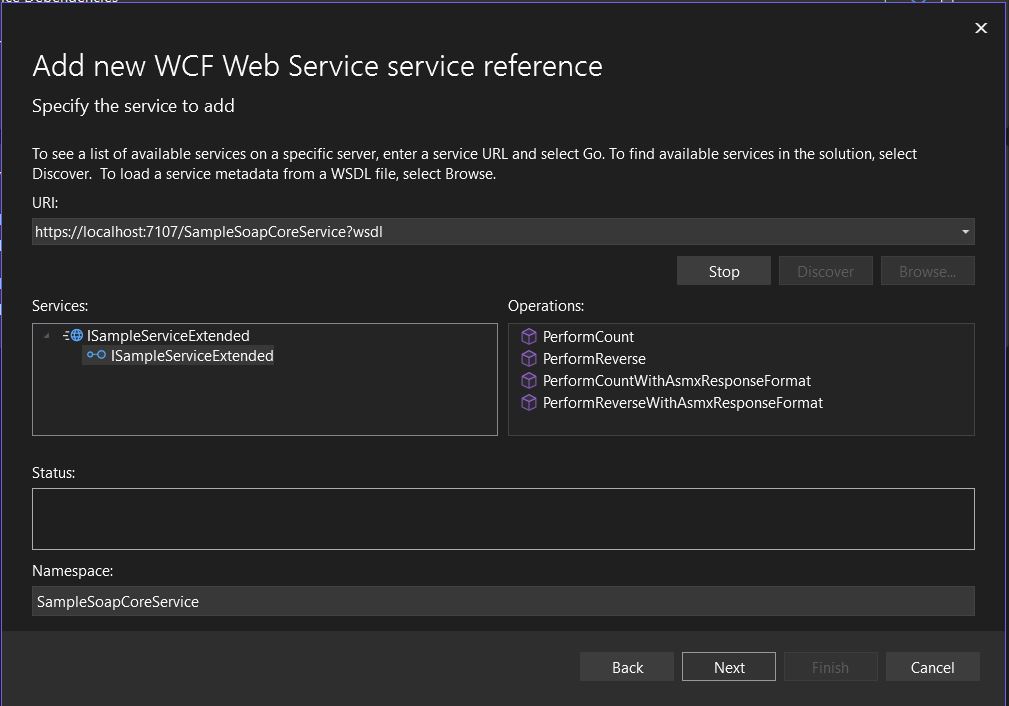 ice Dependencies
Add new WCF Web Service service reference
Specify the service to add
To see a list of available services on a specific server, enter a service URL and select Go. To find available services in the solution, select
Discover.  To load a service metadata from a WSDL file, select Browse.
URI:
https://localhost:7107/SampleSoapCoreService?wsdl
Stop
Discover
Browse...
Services:
Operations:
ISampleServiceExtended
ISampleServiceExtended
PerformCount
PerformReverse
PerformCountWithAsmxResponseFormat
PerformReverseWithAsmxResponseFormat
Status:
Namespace:
SampleSoapCoreService
Back
Next
Finish
Cancel